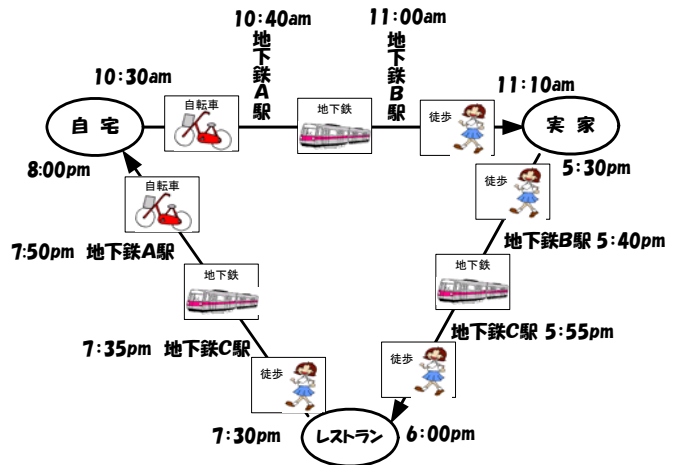 10:40am
地下鉄A駅
11:00am
地下鉄B駅
10:30am
11:10am
自宅
自転車
地下鉄
徒歩
実家
8:00pm
5:30pm
自転車
徒歩
7:50pm 地下鉄A駅
地下鉄B駅 5:40pm
地下鉄
地下鉄
7:35pm 地下鉄C駅
地下鉄C駅 5:55pm
徒歩
徒歩
7:30pm
レストラン
6:00pm